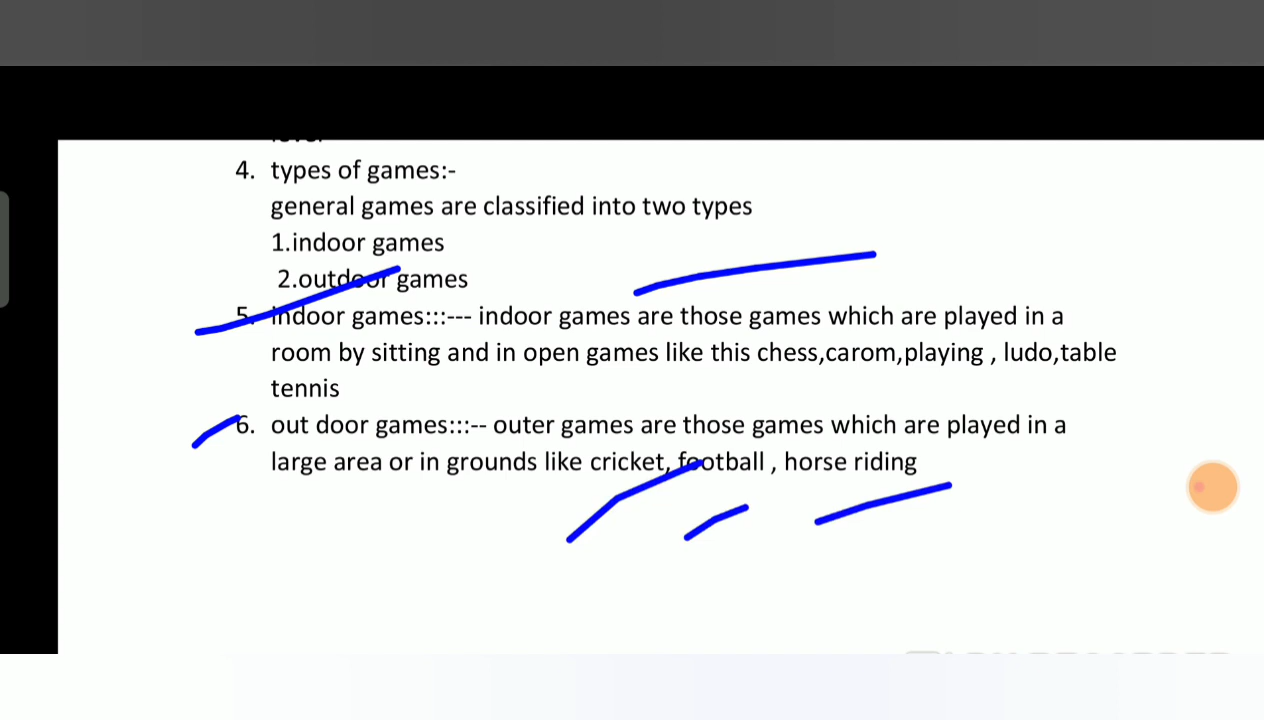 4. types of games:-
general games are classified into two types
1.indoor games
2.outdoor games
5. indoor games:::--- indoor games are those games which are played in a
room by sitting and in open games like this chess,carom,playing , ludo,table
tennis
6. out door games:::-- outer games are those games which are played in a
large area or in grounds like cricket, football , horse riding